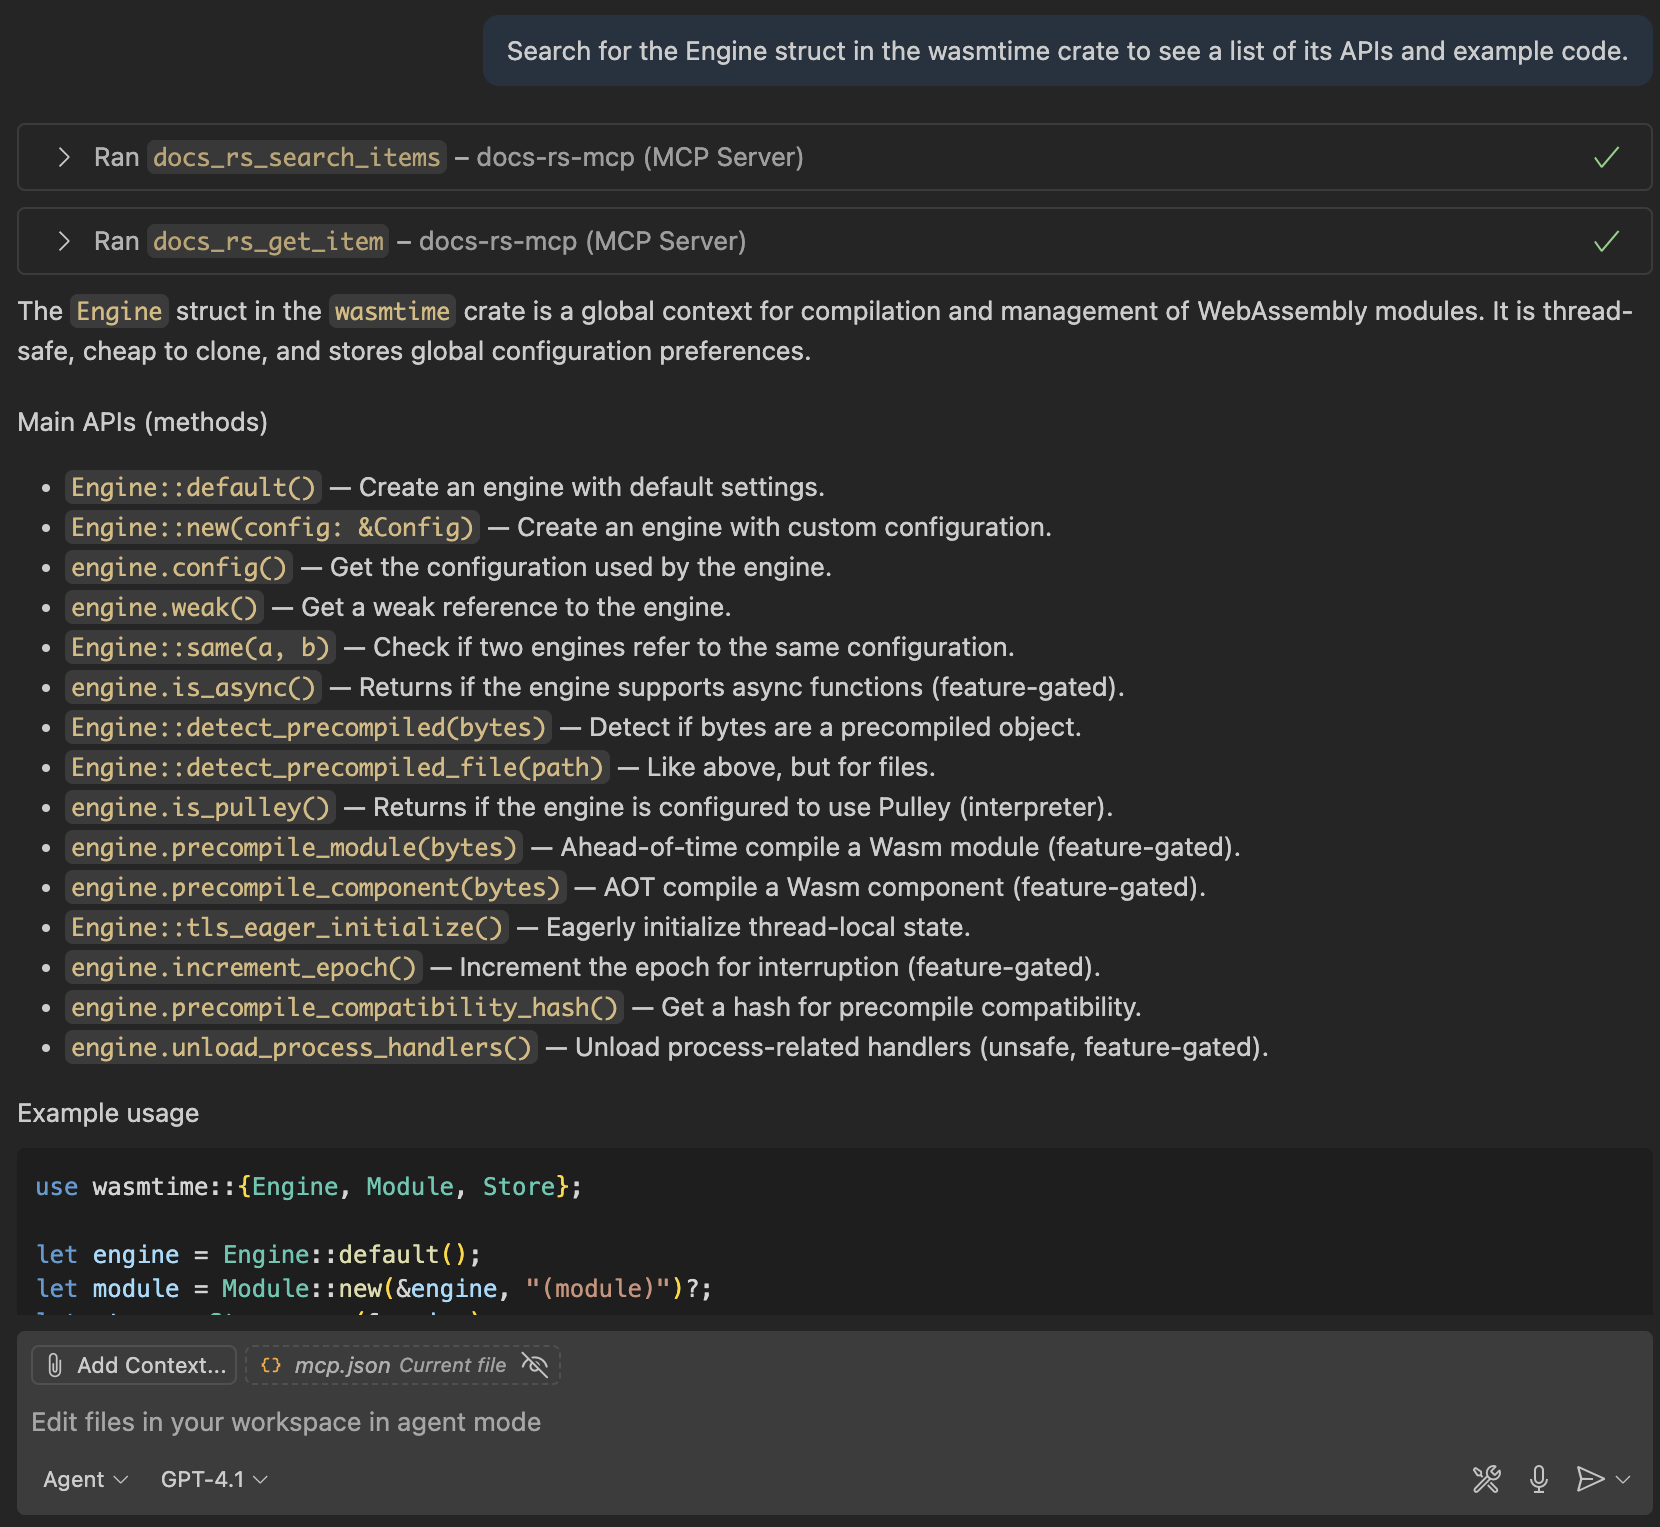 Search for the Engine struct in the wasmtime crate to see a list of its APIs and example code.
Ran docs_rs_search_items – docs-rs-mcp (MCP Server)
Ran docs_rs_get_item – docs-rs-mcp (MCP Server)
The Engine struct in the wasmtime crate is a global context for compilation and management of WebAssembly modules. It is thread-
safe, cheap to clone, and stores global configuration preferences.
Main APIs (methods)
• Engine::default() — Create an engine with default settings.
• Engine::new(config: &Config) — Create an engine with custom configuration.
• engine.config() — Get the configuration used by the engine.
• engine.weak() — Get a weak reference to the engine.
• Engine::same(a, b) — Check if two engines refer to the same configuration.
• engine.is_async() — Returns if the engine supports async functions (feature-gated).
• Engine::detect_precompiled(bytes) — Detect if bytes are a precompiled object.
• Engine::detect_precompiled_file(path) — Like above, but for files.
• engine.is_pulley() — Returns if the engine is configured to use Pulley (interpreter).
• engine.precompile_module(bytes) — Ahead-of-time compile a Wasm module (feature-gated).
• engine.precompile_component(bytes) — AOT compile a Wasm component (feature-gated).
• Engine::tls_eager_initialize() — Eagerly initialize thread-local state.
• engine.increment_epoch() — Increment the epoch for interruption (feature-gated).
• engine.precompile_compatibility_hash() — Get a hash for precompile compatibility.
• engine.unload_process_handlers() — Unload process-related handlers (unsafe, feature-gated).
Example usage
use wasmtime::{Engine, Module, Store};
let engine = Engine::default();
let module = Module::new(&engine, "(module)")?;
Add Context... {} mcp.json Current file
Edit files in your workspace in agent mode
Agent GPT-4.1